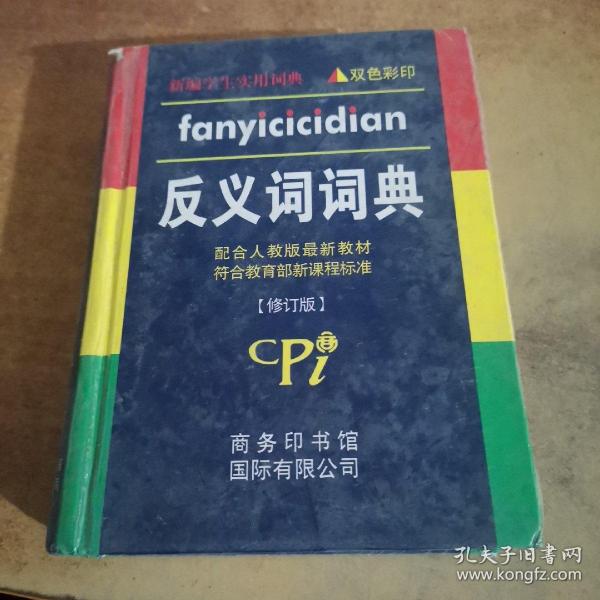 新编学生实用词典
双色彩印
fanyicicidian
反义词词典
配合人教版最新教材
符合教育部新课程标准
【修订版】
CPi
商务印书馆
国际有限公司
孔夫子旧书网
www.kongfz.com